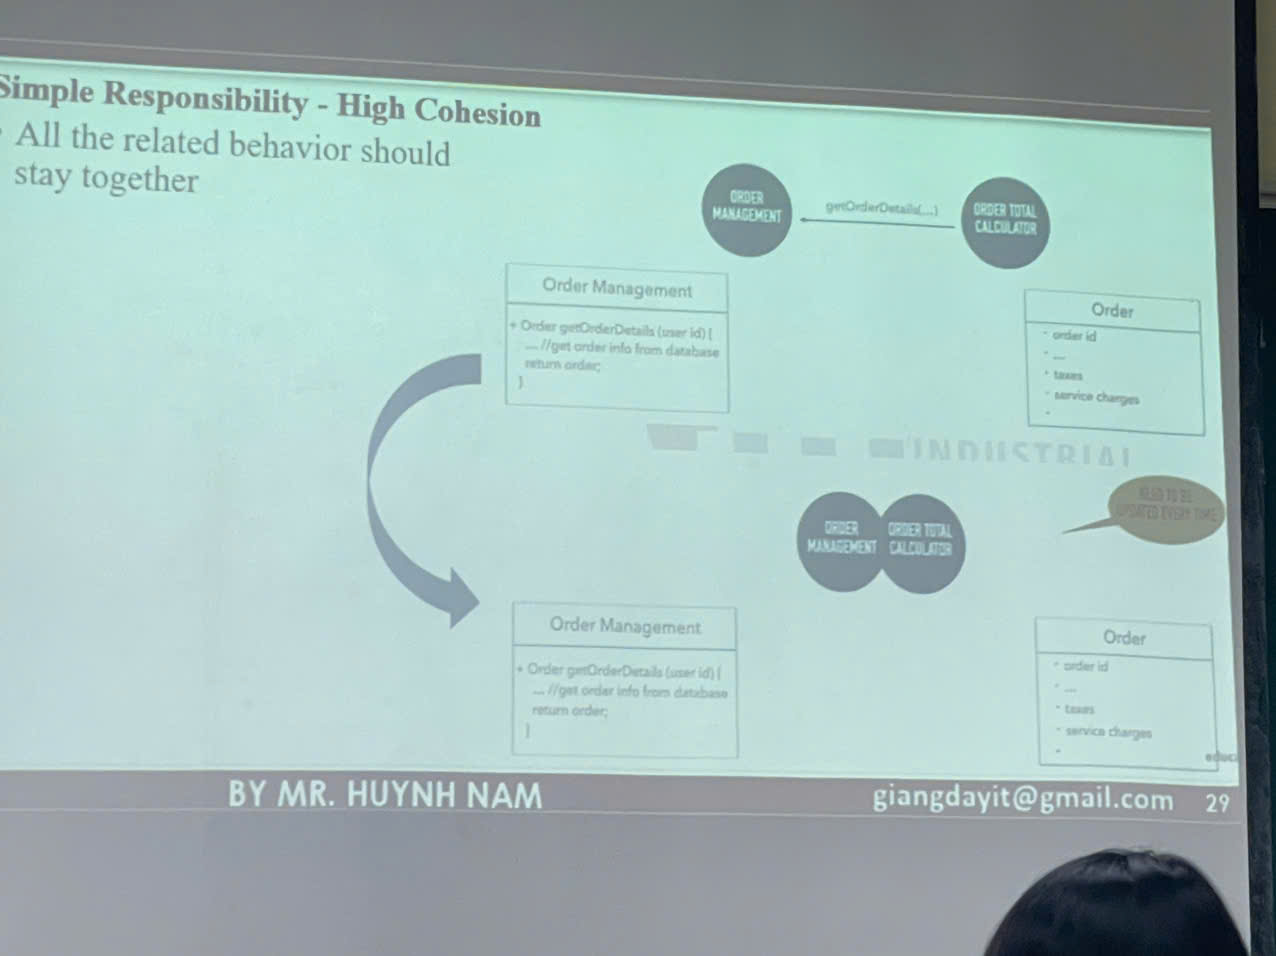 Simple Responsibility - High Cohesion
All the related behavior should
stay together
ORDER
MANAGEMENT
getOrderDetails(...)
ORDER TOTAL
CALCULATOR
Order Management
+ Order getOrderDetails (user id) {
... //get order info from database
return order;
}
Order
- order id
- ...
- taxes
- service charges
-
INDUSTRIAL
NEED TO BE
UPDATED EVERY TIME
ORDER
MANAGEMENT
ORDER TOTAL
CALCULATOR
Order Management
+ Order getOrderDetails (user id) {
... //get order info from database
return order;
}
Order
- order id
- ...
- taxes
- service charges
-
BY MR. HUYNH NAM
giangdayit@gmail.com
29